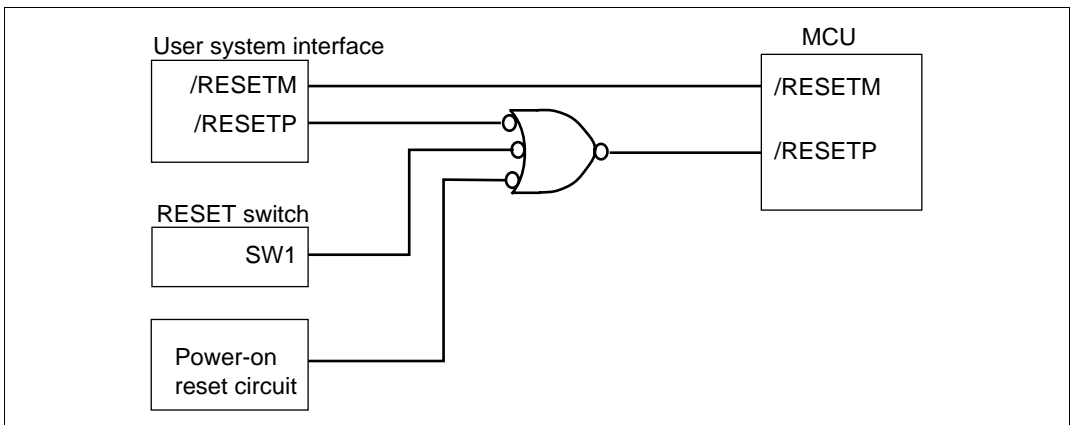 User system interface
/RESETM
/RESETP
RESET switch
SW1
Power-on
reset circuit
MCU
/RESETM
/RESETP